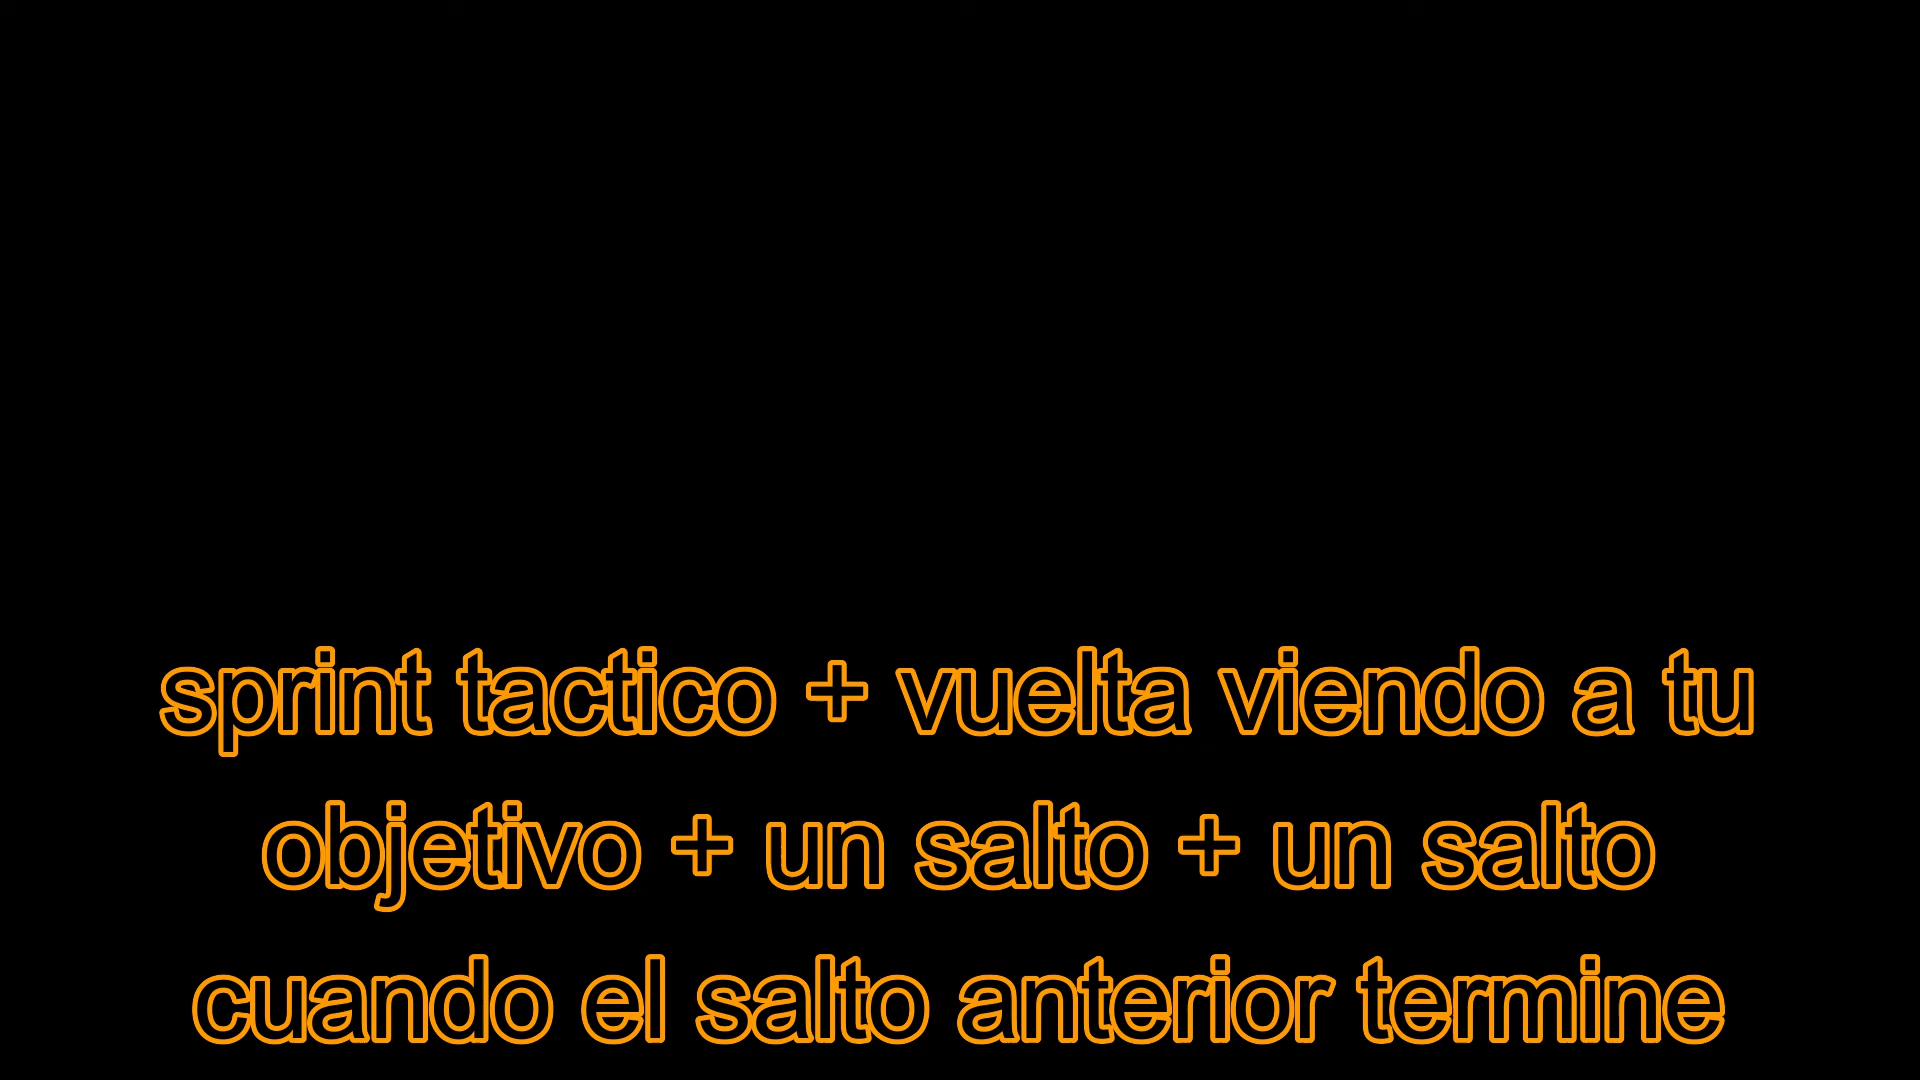 sprint tactico + vuelta viendo a tu
objetivo + un salto + un salto
cuando el salto anterior termine